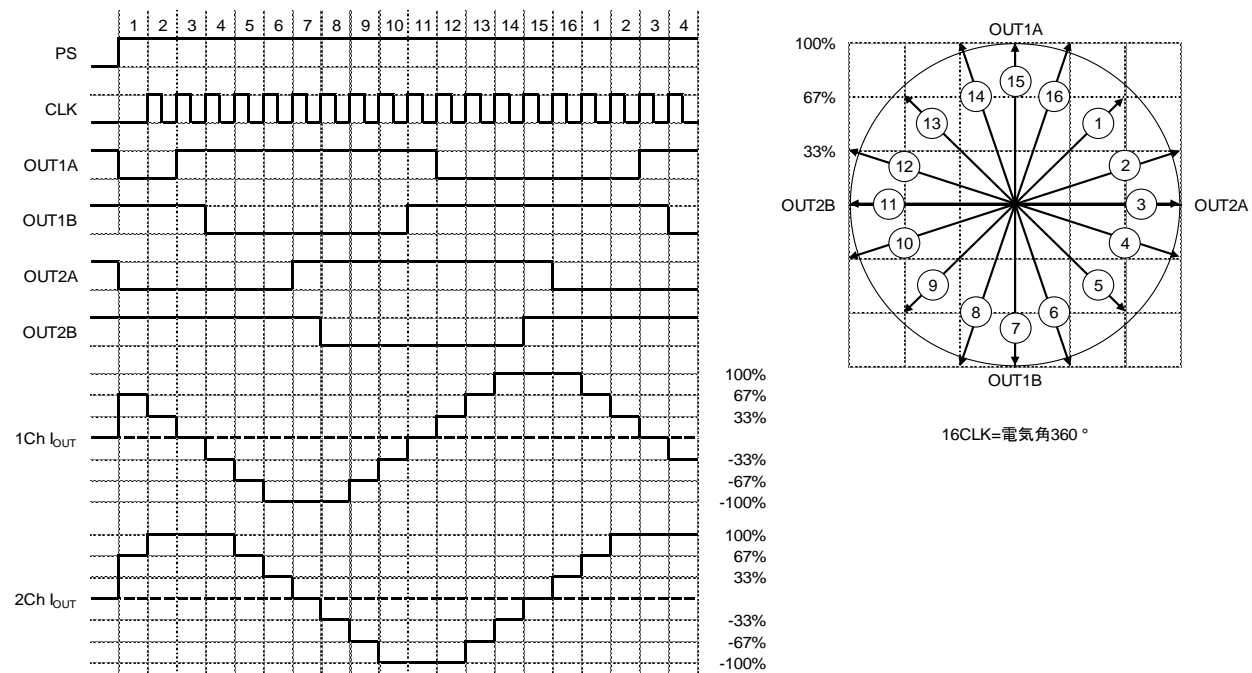 1 2 3 4 5 6 7 8 9 10 11 12 13 14 15 16 1 2 3 4
PS
CLK
OUT1A
OUT1B
OUT2A
OUT2B
1Ch IOUT
100%
67%
33%
-33%
-67%
-100%
2Ch IOUT
100%
67%
33%
-33%
-67%
-100%
OUT1A
100%
67%
33%
OUT2B
OUT2A
OUT1B
15
14
16
13
1
12
2
11
3
10
4
9
5
8
6
7
16CLK=電気角360°